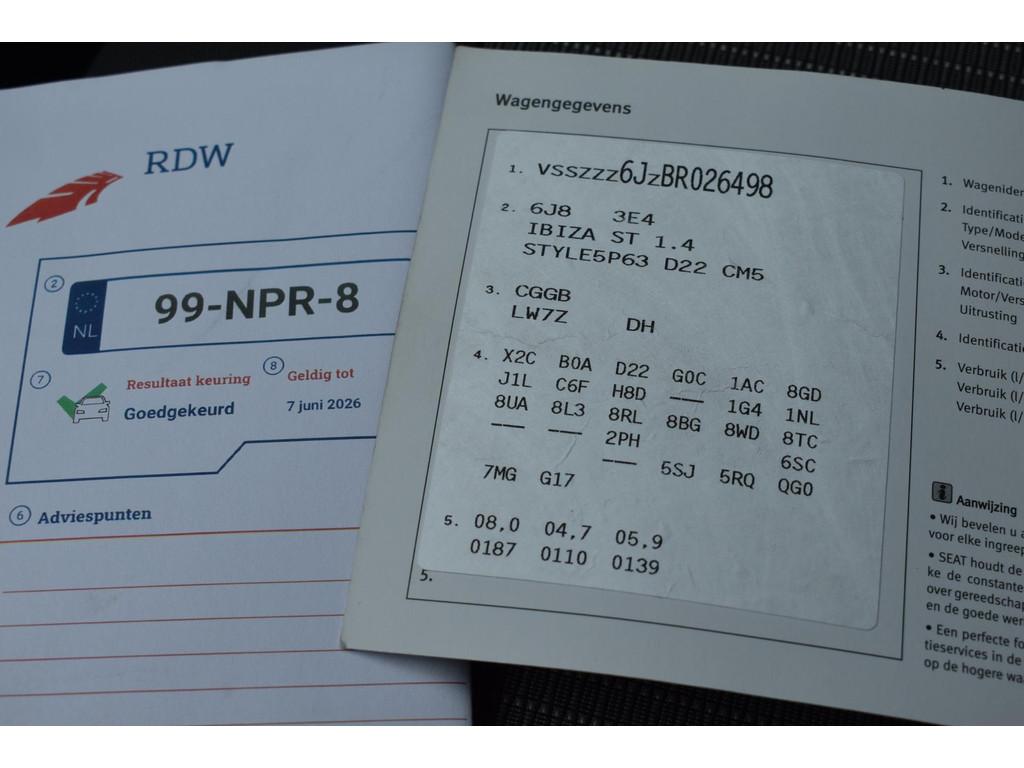 RDW
2
NL
99-NPR-8
7
Resultaat keuring
Goedgekeurd
8
Geldig tot
7 juni 2026
6 Adviespunten
Wagengegevens
1. VSSZZZ6JZBR026498
2. 6J8 3E4
IBIZA ST 1.4
STYLE5P63 D22 CM5
3. CGGB
LW7Z DH
4. X2C B0A D22 G0C 1AC 8GD
J1L C6F H8D --- 1G4 1NL
8UA 8L3 8RL 8BG 8WD 8TC
--- --- 2PH 6SC
--- 5SJ 5RQ QG0
7MG G17
5. 08,0 04,7 05,9
0187 0110 0139
5.
1.
2.
Type/Mode
Versnelling
3.
Motor/Vers
Uitrusting
4.
5. Verbruik (l/
Verbruik (l/
Verbruik (l/
i Aanwijzing
• Wij bevelen u a
voor elke ingreep
• SEAT houdt de
ke de constante
over gereedschap
en de goede wer
• Een perfecte fo
tieservices in de
op de hogere waa